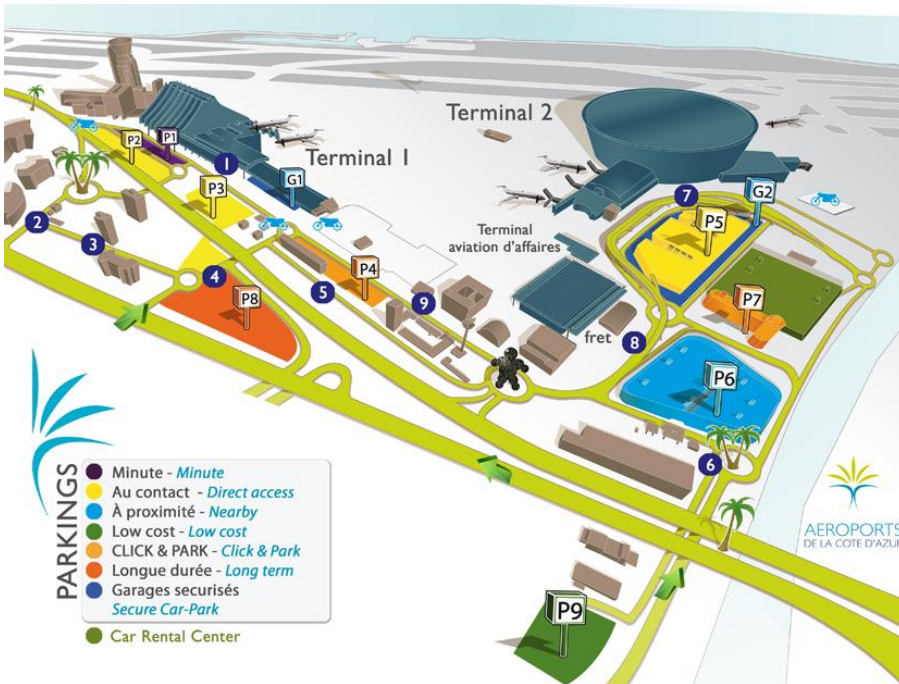 Terminal 2
Terminal 1
P2
P1
1
G1
P3
2
3
4
5
P4
9
P8
Terminal
aviation d'affaires
fret
8
7
G2
P5
P7
P6
6
P9
PARKINGS
Minute - Minute
Au contact - Direct access
À proximité - Nearby
Low cost - Low cost
CLICK & PARK - Click & Park
Longue durée - Long term
Garages securisés
Secure Car-Park
Car Rental Center
AEROPORTS
DE LA COTE D'AZUR